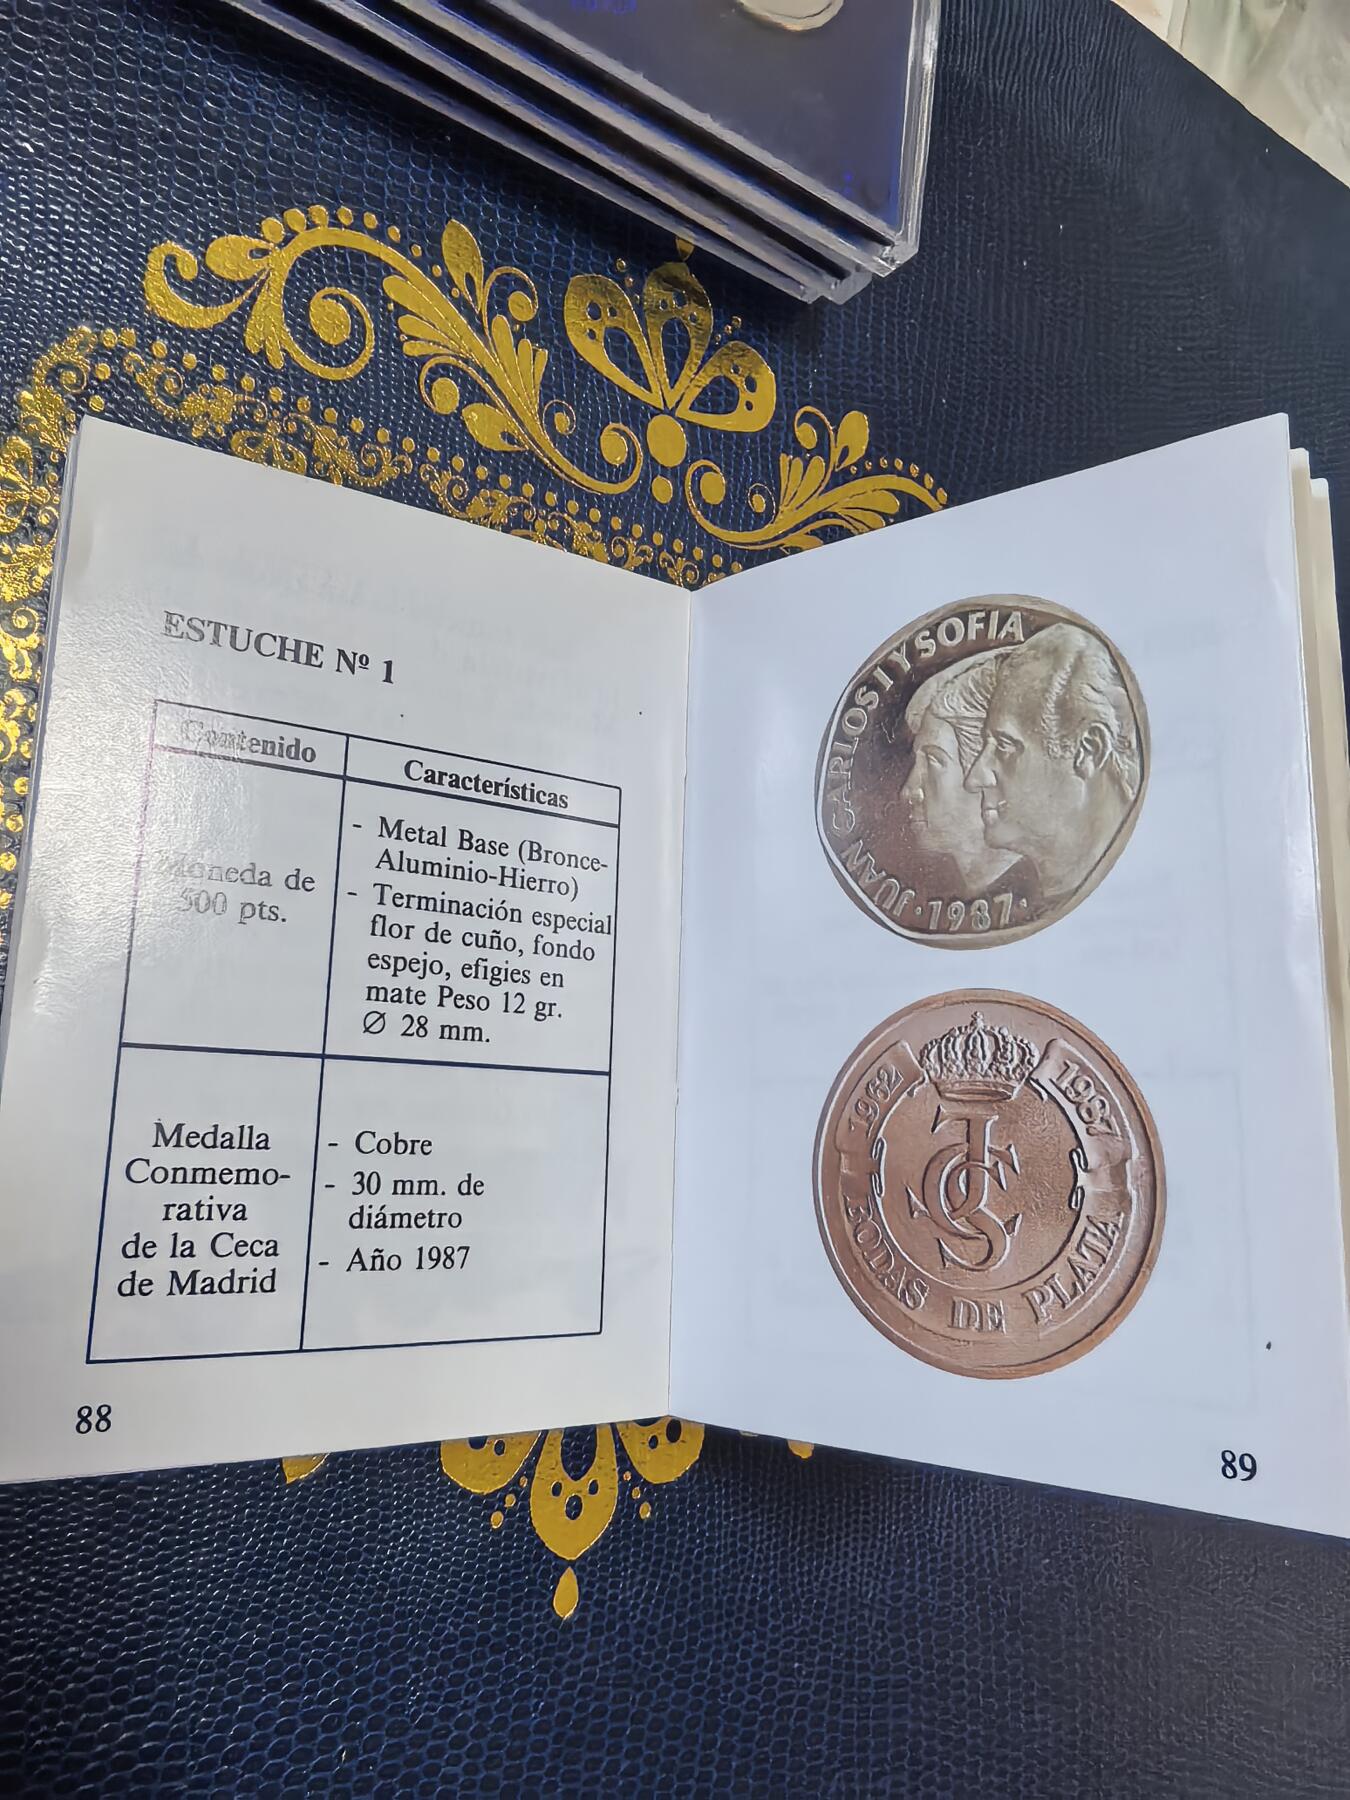 ESTUCHE Nº 1
Contenido
Características
Moneda de
500 pts.
- Metal Base (Bronce-
Aluminio-Hierro)
- Terminación especial
flor de cuño, fondo
espejo, efigies en
mate Peso 12 gr.
Ø 28 mm.
Medalla
Conmemo-
rativa
de la Ceca
de Madrid
- Cobre
- 30 mm. de
diámetro
- Año 1987
88
JUAN CARLOS I Y SOFIA
·1987·
1962
1987
BODAS DE PLATA
89